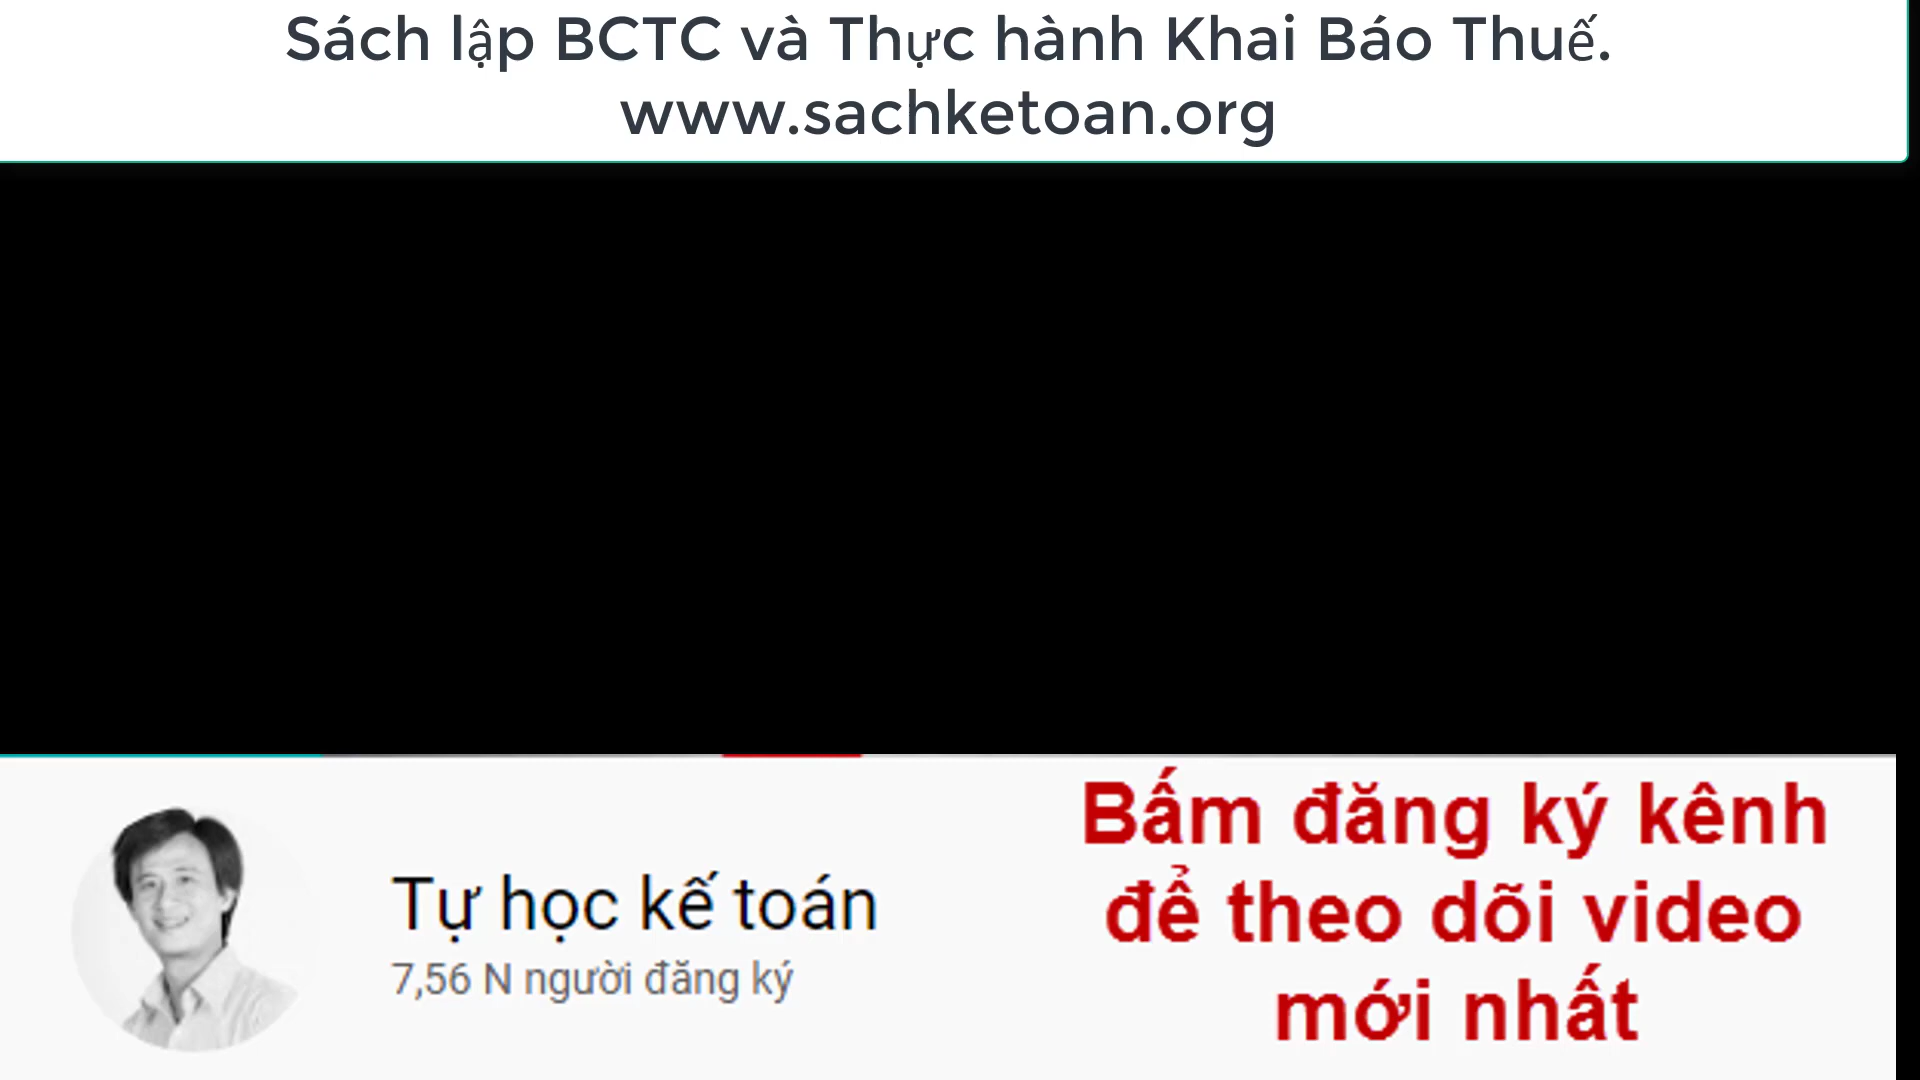 Sách lập BCTC và Thực hành Khai Báo Thuế.
www.sachketoan.org
Tự học kế toán
7,56 N người đăng ký
Bấm đăng ký kênh
để theo dõi video
mới nhất